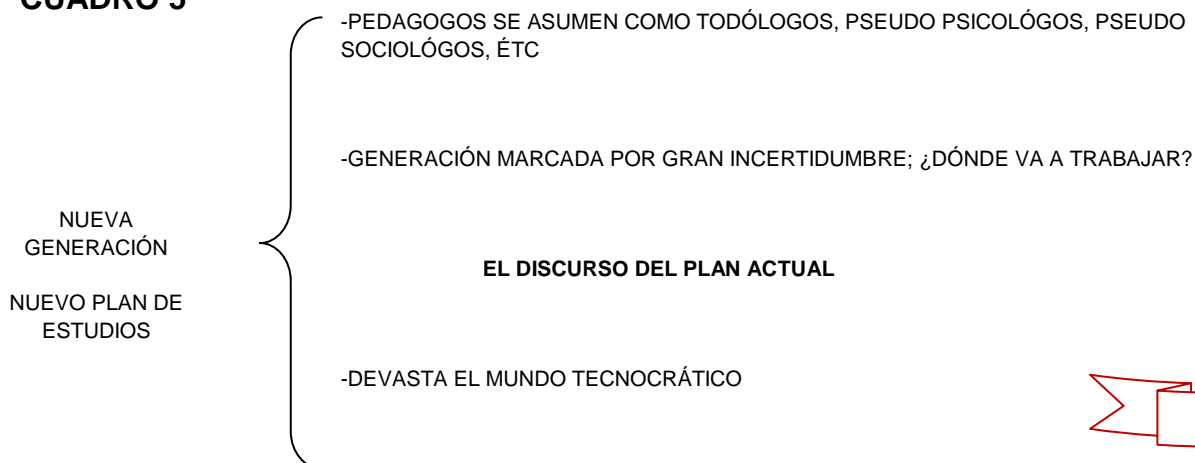 CUADRO 5
-PEDAGOGOS SE ASUMEN COMO TODÓLOGOS, PSEUDO PSICOLÓGOS, PSEUDO
SOCIOLÓGOS, ÉTC
-GENERACIÓN MARCADA POR GRAN INCERTIDUMBRE; ¿DÓNDE VA A TRABAJAR?
NUEVA
GENERACIÓN
EL DISCURSO DEL PLAN ACTUAL
NUEVO PLAN DE
ESTUDIOS
-DEVASTA EL MUNDO TECNOCRÁTICO